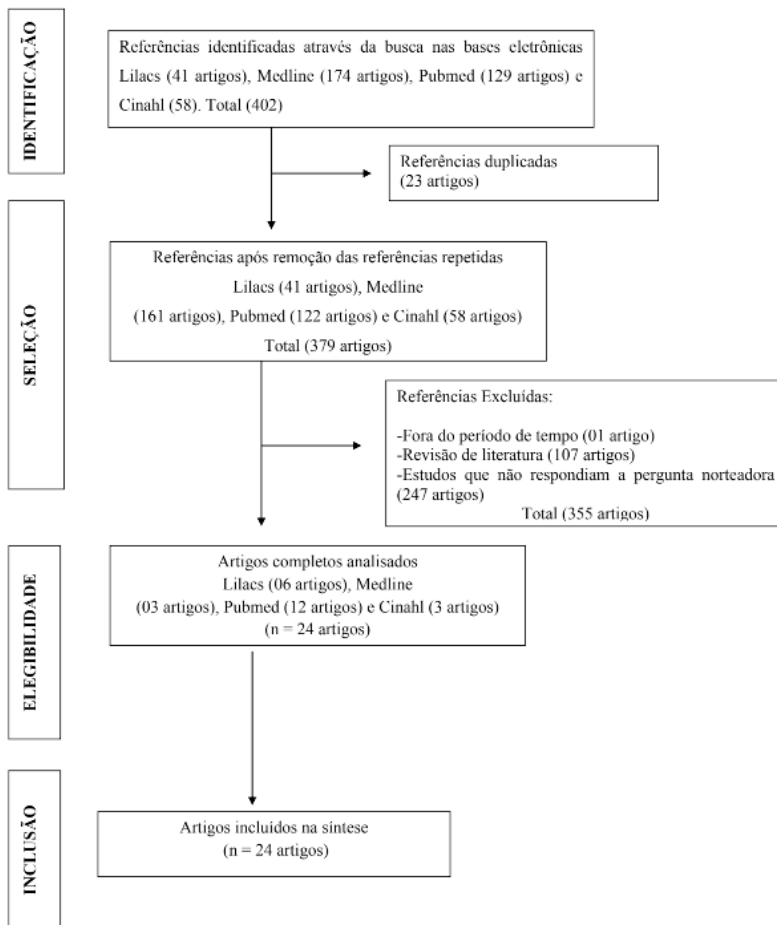 IDENTIFICAÇÃO
Referências identificadas através da busca nas bases eletrônicas
Lilacs (41 artigos), Medline (174 artigos), Pubmed (129 artigos) e
Cinahl (58). Total (402)
Referências duplicadas
(23 artigos)
SELEÇÃO
Referências após remoção das referências repetidas
Lilacs (41 artigos), Medline
(161 artigos), Pubmed (122 artigos) e Cinahl (58 artigos)
Total (379 artigos)
Referências Excluídas:
-Fora do período de tempo (01 artigo)
-Revisão de literatura (107 artigos)
-Estudos que não respondiam a pergunta norteadora
(247 artigos)
Total (355 artigos)
ELEGIBILIDADE
Artigos completos analisados
Lilacs (06 artigos), Medline
(03 artigos), Pubmed (12 artigos) e Cinahl (3 artigos)
(n = 24 artigos)
INCLUSÃO
Artigos incluídos na síntese
(n = 24 artigos)